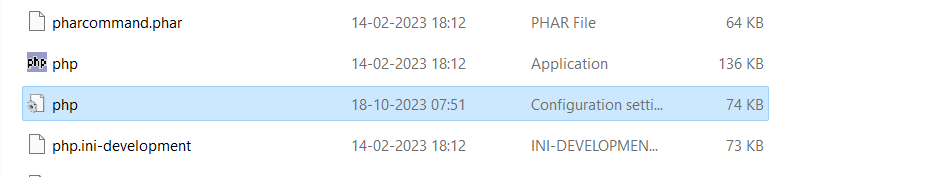 pharcommand.phar 14-02-2023 18:12 PHAR File 64 KB
php php 14-02-2023 18:12 Application 136 KB
php 18-10-2023 07:51 Configuration setti... 74 KB
php.ini-development 14-02-2023 18:12 INI-DEVELOPMEN... 73 KB